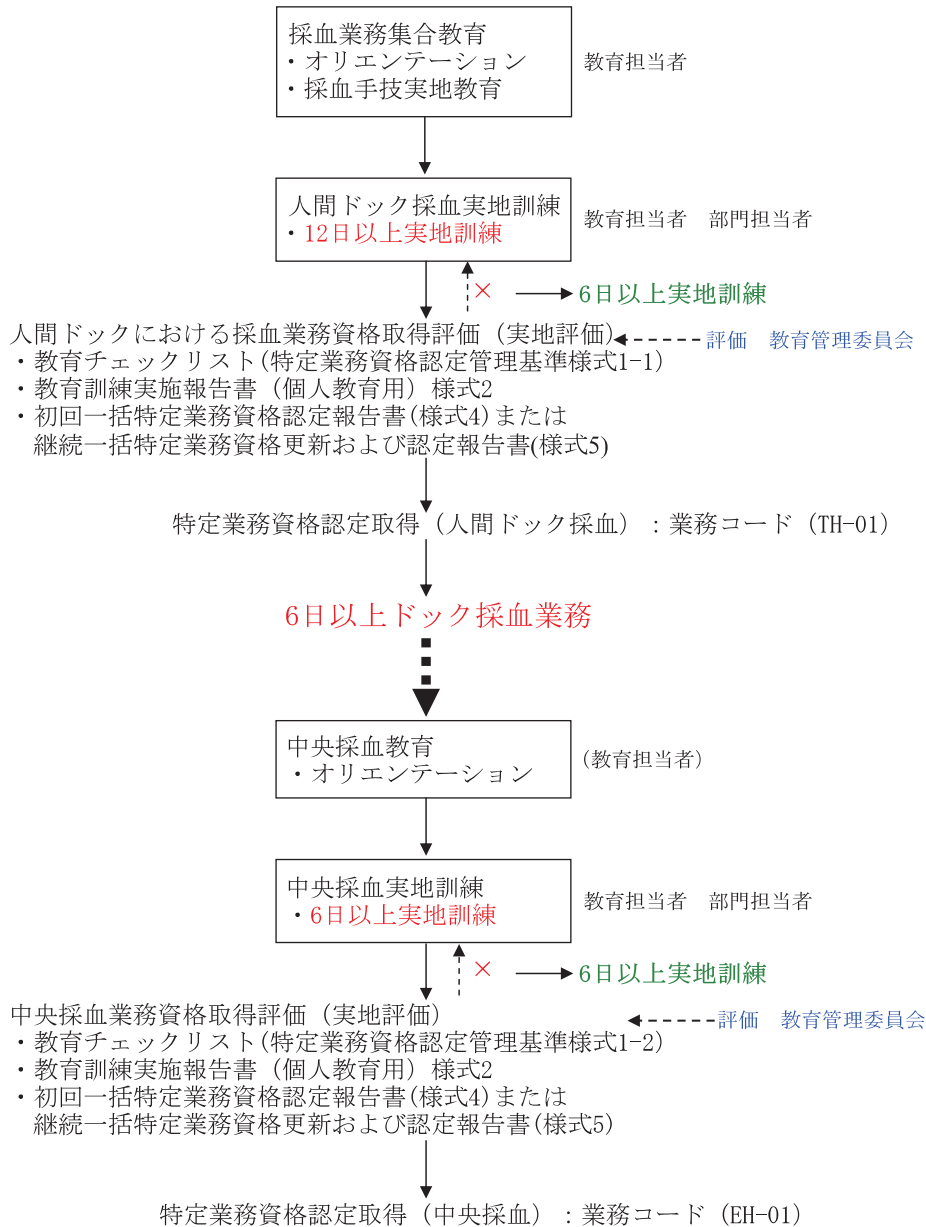 採血業務集合教育
・オリエンテーション
・採血手技実地教育
教育担当者
人間ドック採血実地訓練
・12日以上実地訓練
教育担当者　部門担当者
×
6日以上実地訓練
人間ドックにおける採血業務資格取得評価（実地評価）
評価　教育管理委員会
・教育チェックリスト(特定業務資格認定管理基準様式1-1)
・教育訓練実施報告書（個人教育用）様式2
・初回一括特定業務資格認定報告書(様式4)または
継続一括特定業務資格更新および認定報告書(様式5)
特定業務資格認定取得（人間ドック採血）：業務コード（TH-01）
6日以上ドック採血業務
中央採血教育
・オリエンテーション
(教育担当者)
中央採血実地訓練
・6日以上実地訓練
教育担当者　部門担当者
×
6日以上実地訓練
中央採血業務資格取得評価（実地評価）
評価　教育管理委員会
・教育チェックリスト(特定業務資格認定管理基準様式1-2)
・教育訓練実施報告書（個人教育用）様式2
・初回一括特定業務資格認定報告書(様式4)または
継続一括特定業務資格更新および認定報告書(様式5)
特定業務資格認定取得（中央採血）：業務コード（EH-01）